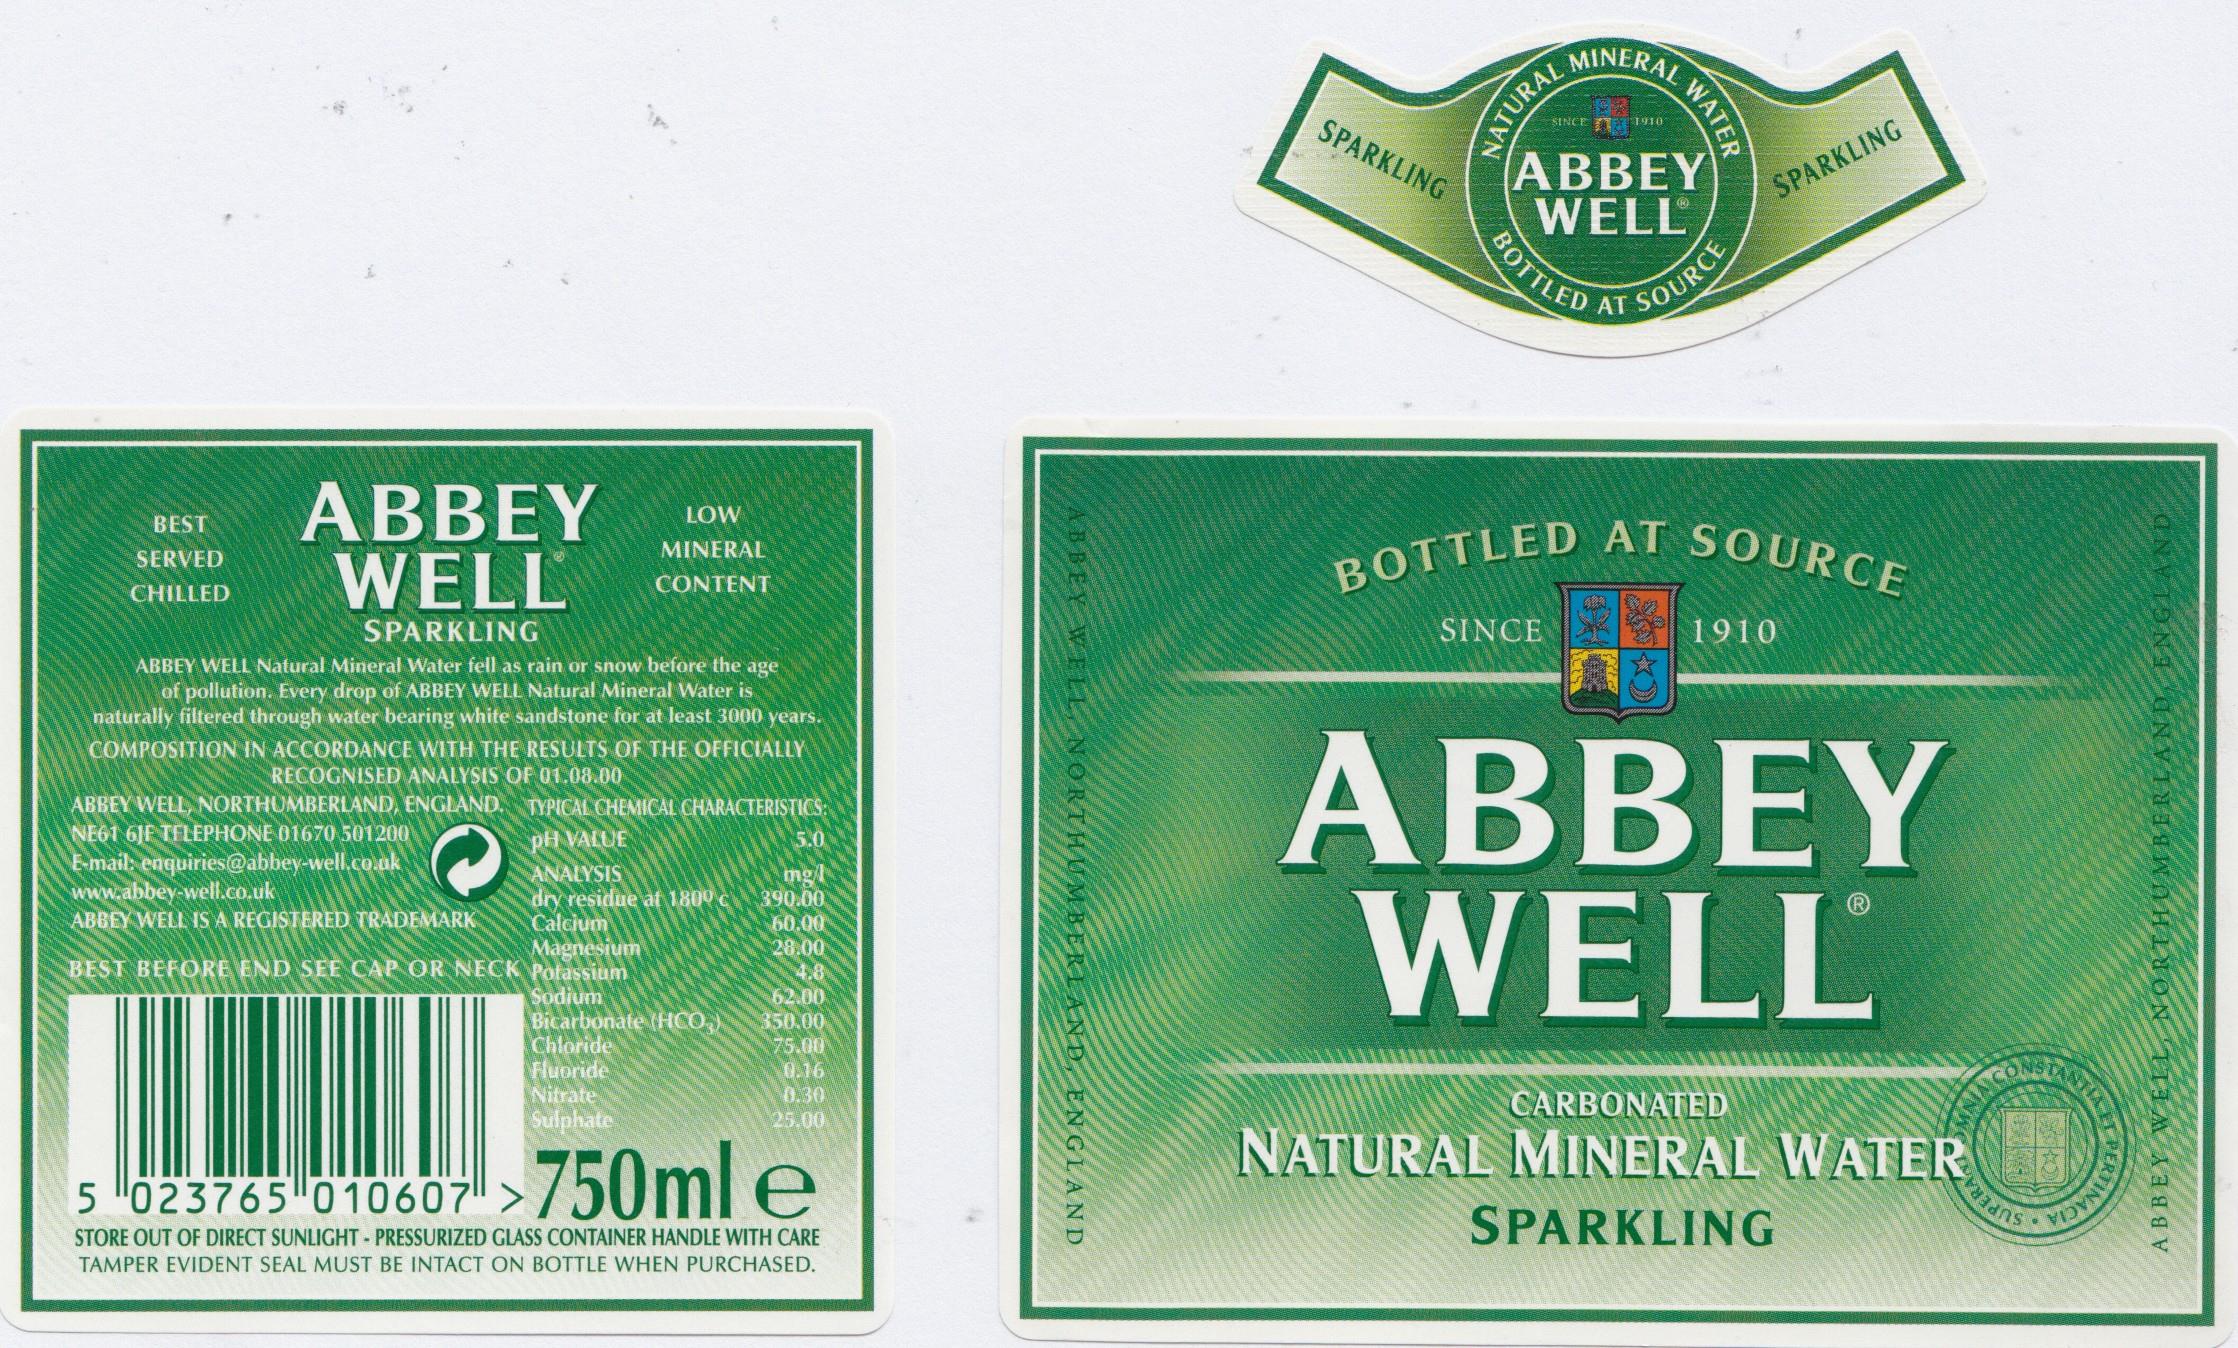 NATURAL MINERAL WATER
SINCE 1910
SPARKLING
ABBEY
WELL®
SPARKLING
BOTTLED AT SOURCE
BEST
SERVED
CHILLED
ABBEY
WELL®
SPARKLING
LOW
MINERAL
CONTENT
ABBEY WELL Natural Mineral Water fell as rain or snow before the age
of pollution. Every drop of ABBEY WELL Natural Mineral Water is
naturally filtered through water bearing white sandstone for at least 3000 years.
COMPOSITION IN ACCORDANCE WITH THE RESULTS OF THE OFFICIALLY
RECOGNISED ANALYSIS OF 01.08.00
ABBEY WELL, NORTHUMBERLAND, ENGLAND.
NE61 6JF TELEPHONE 01670 501200
E-mail: enquiries@abbey-well.co.uk
www.abbey-well.co.uk
ABBEY WELL IS A REGISTERED TRADEMARK
BEST BEFORE END SEE CAP OR NECK
TYPICAL CHEMICAL CHARACTERISTICS:
pH VALUE 5.0
ANALYSIS mg/l
dry residue at 180º c 390.00
Calcium 60.00
Magnesium 28.00
Potassium 4.8
Sodium 62.00
Bicarbonate (HCO₃) 350.00
Chloride 75.00
Fluoride 0.16
Nitrate 0.30
Sulphate 25.00
5 023765 010607 >
750ml e
STORE OUT OF DIRECT SUNLIGHT - PRESSURIZED GLASS CONTAINER HANDLE WITH CARE
TAMPER EVIDENT SEAL MUST BE INTACT ON BOTTLE WHEN PURCHASED.
ABBEY WELL, NORTHUMBERLAND, ENGLAND
BOTTLED AT SOURCE
SINCE 1910
ABBEY
WELL®
CARBONATED
NATURAL MINERAL WATER
SPARKLING
SUPERAT OMNIA CONSTANTIA ET PERTINACIA
ABBEY WELL, NORTHUMBERLAND, ENGLAND